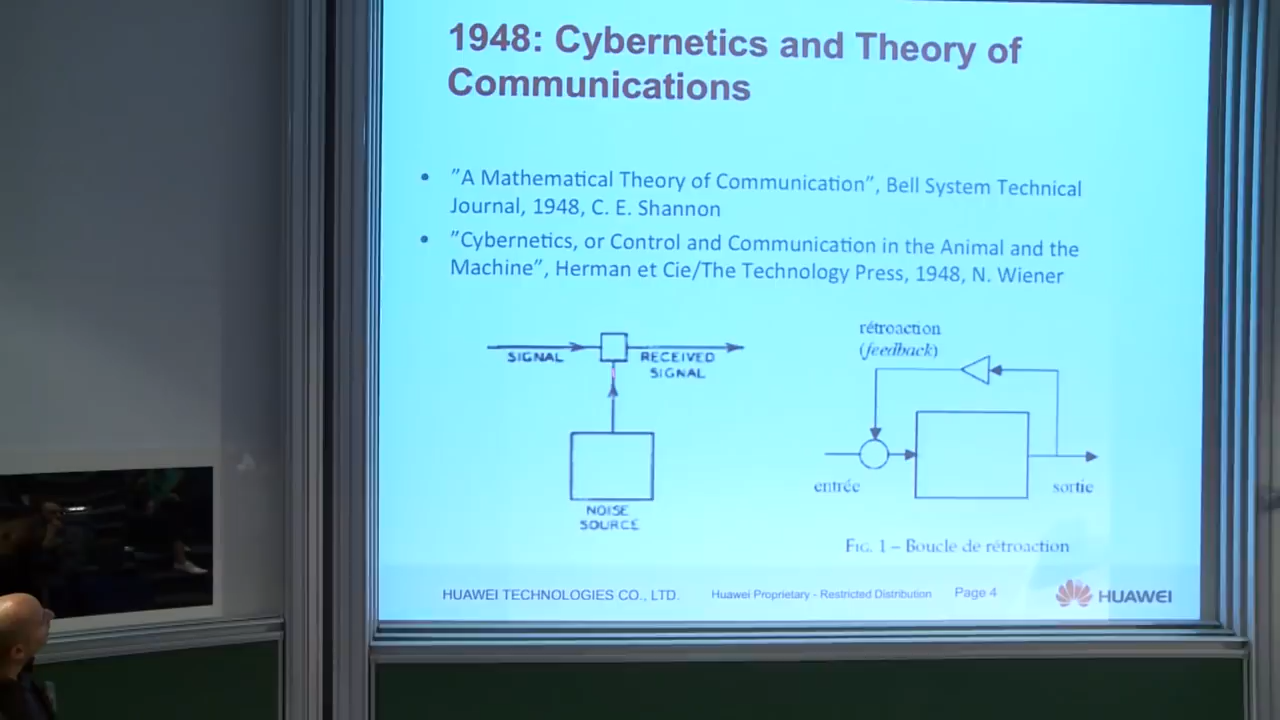 1948: Cybernetics and Theory of
Communications
• ”A Mathematical Theory of Communication”, Bell System Technical
Journal, 1948, C. E. Shannon
• ”Cybernetics, or Control and Communication in the Animal and the
Machine”, Herman et Cie/The Technology Press, 1948, N. Wiener
SIGNAL
RECEIVED
SIGNAL
NOISE
SOURCE
rétroaction
(feedback)
entrée
sortie
FIG. 1 – Boucle de rétroaction
HUAWEI TECHNOLOGIES CO., LTD.
Huawei Proprietary - Restricted Distribution
Page 4
HUAWEI